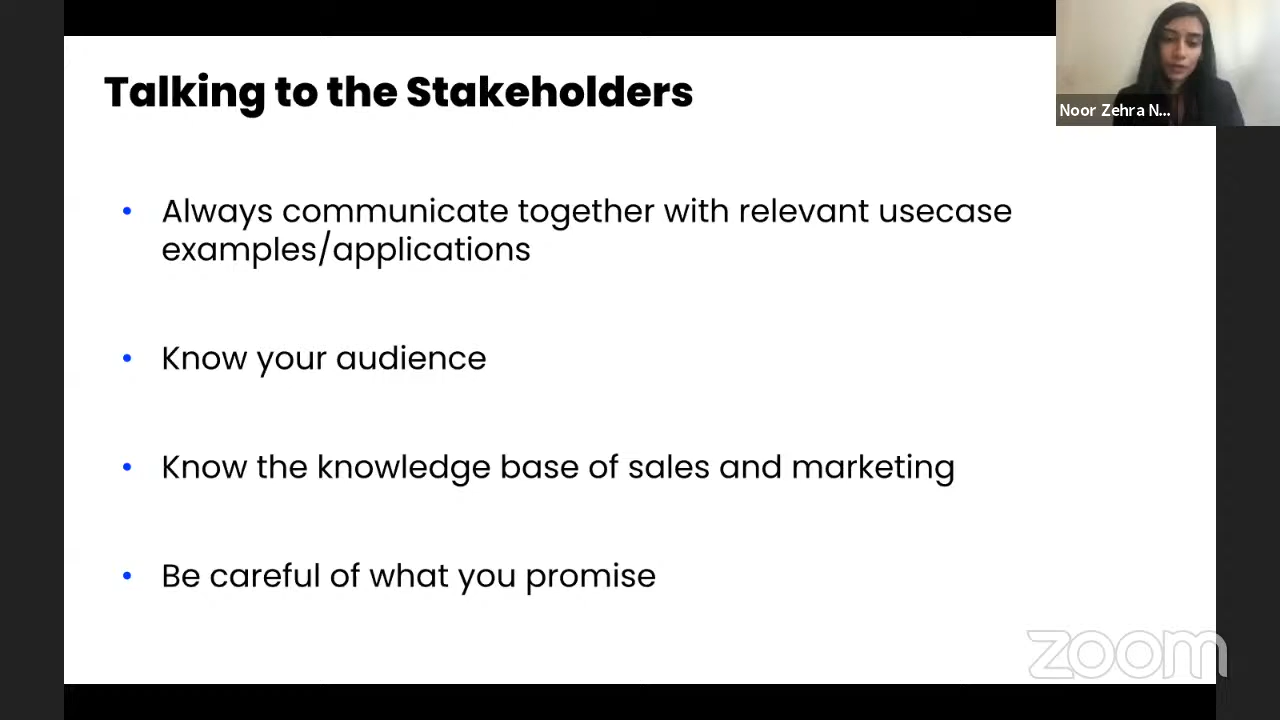 Talking to the Stakeholders
Noor Zehra N...
• Always communicate together with relevant usecase
examples/applications
• Know your audience
• Know the knowledge base of sales and marketing
• Be careful of what you promise
zoom